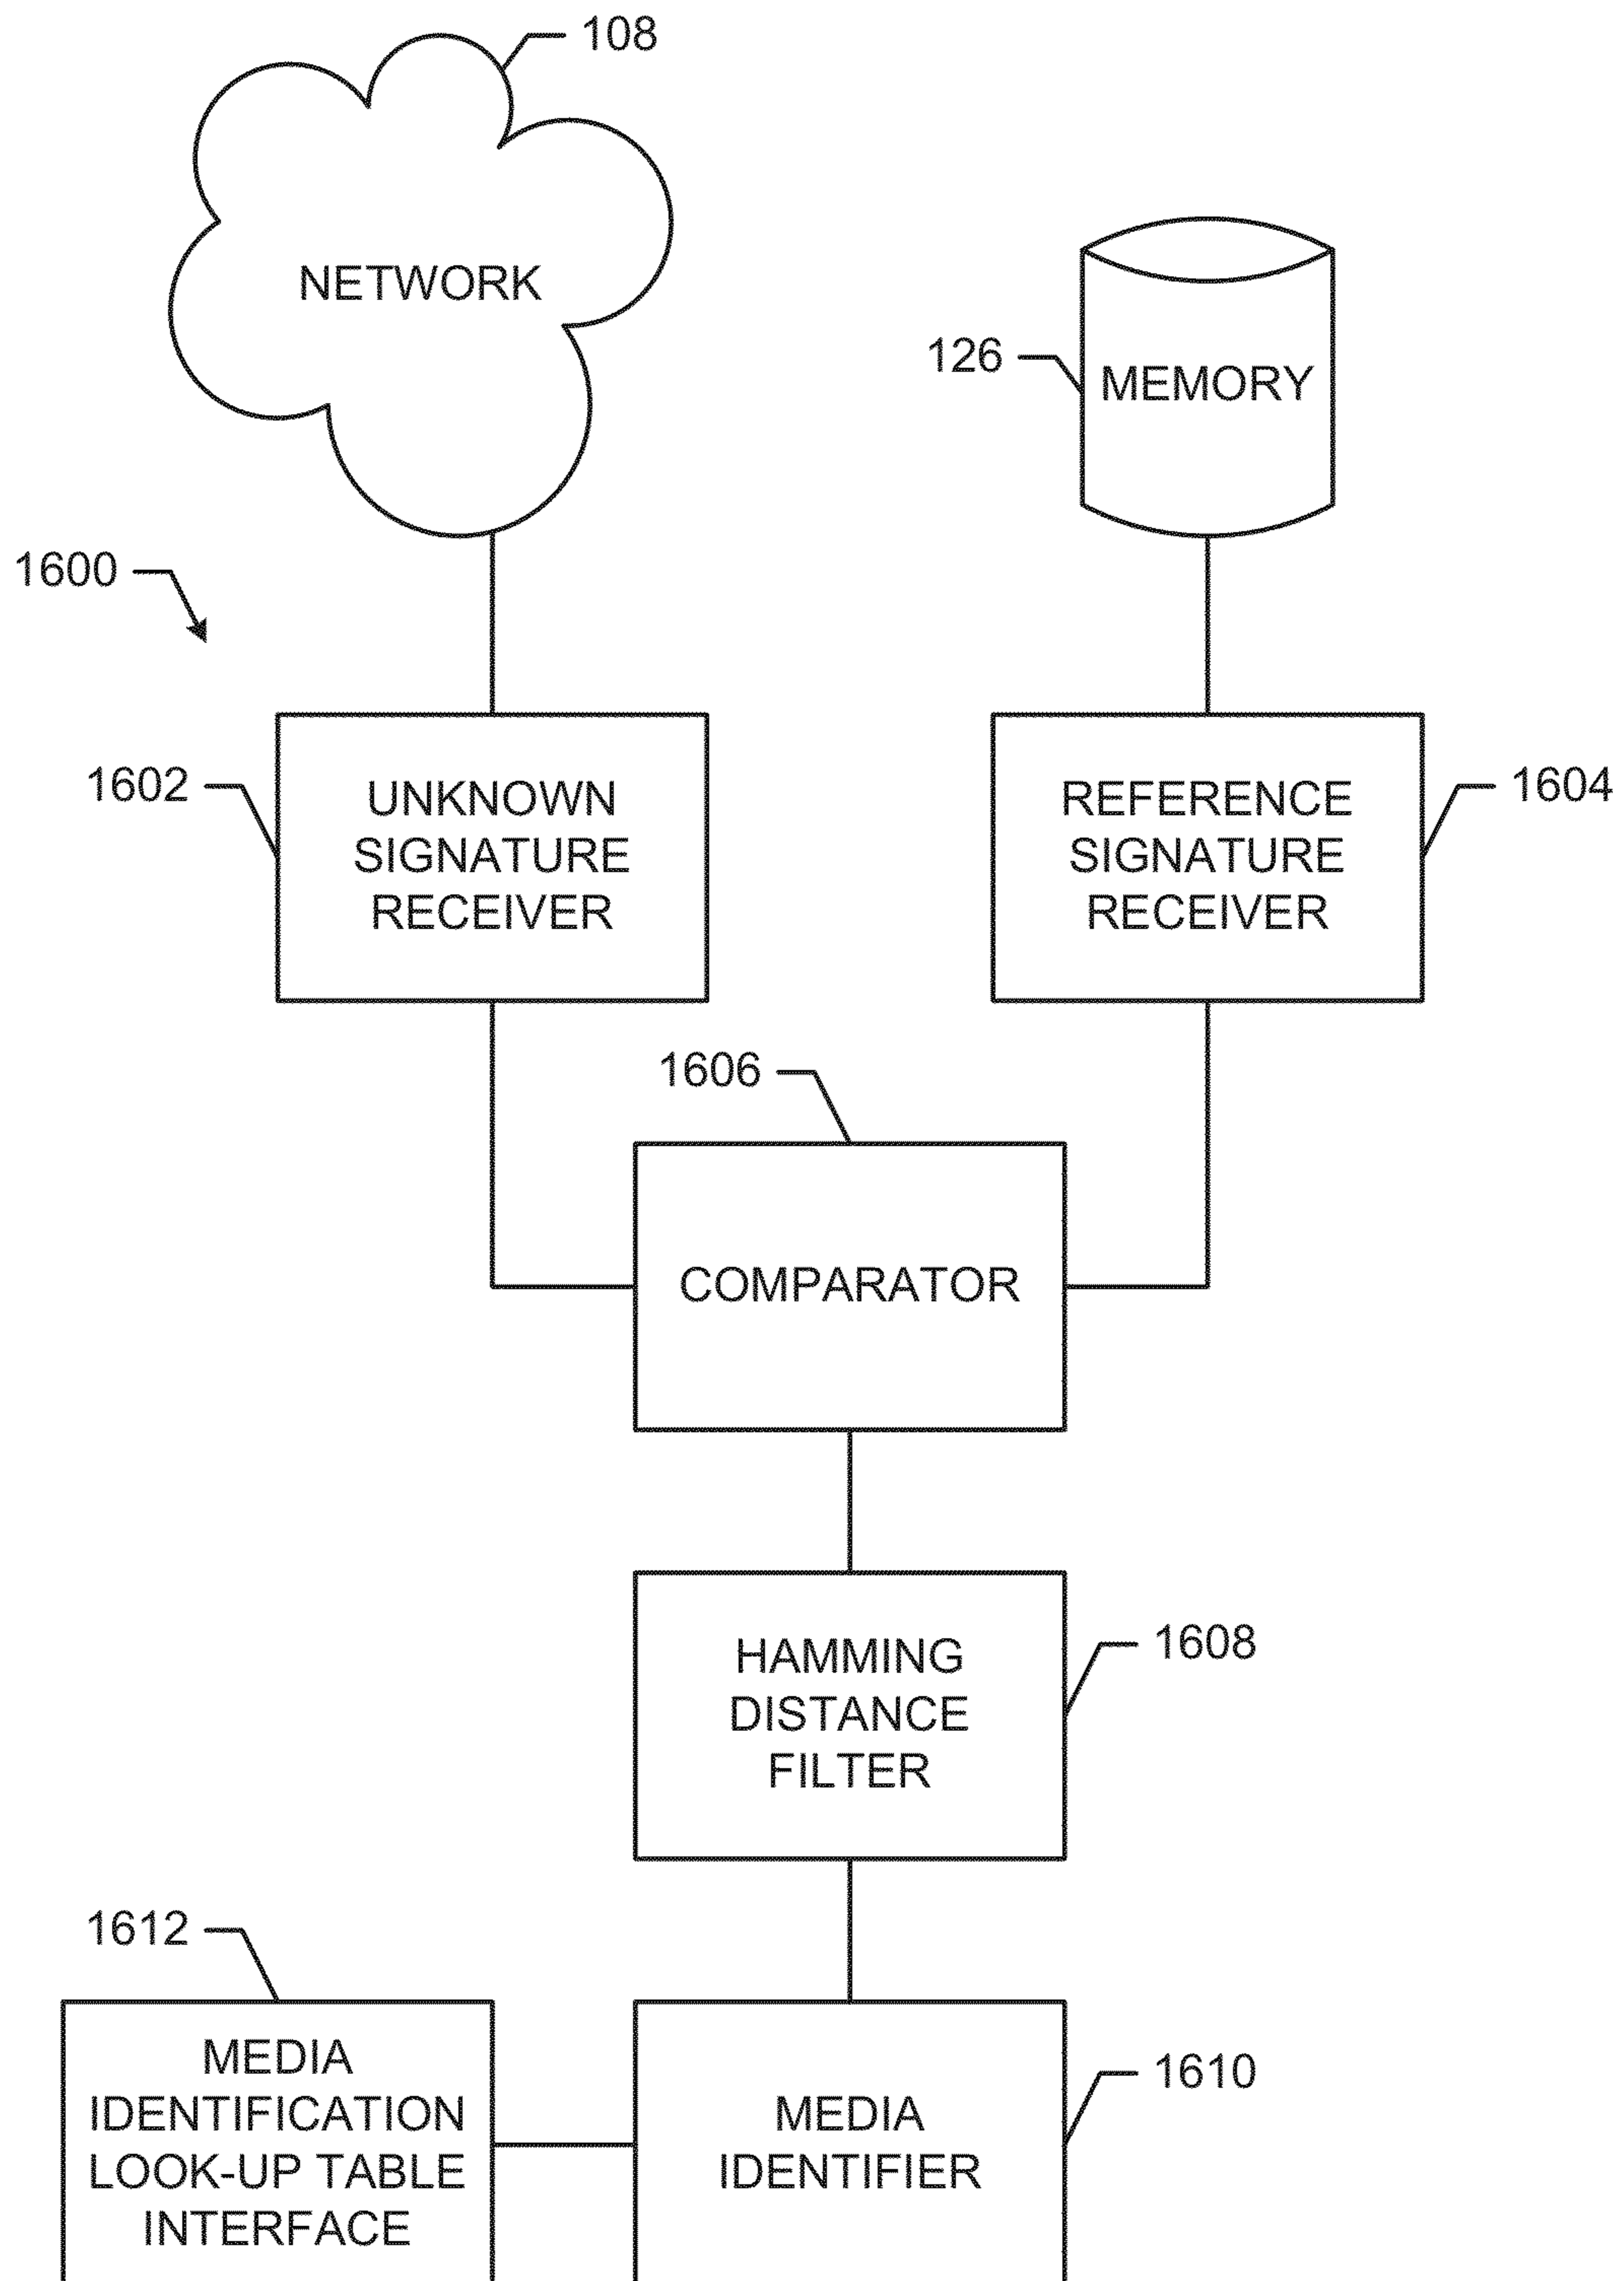 108
NETWORK
126
MEMORY
1600
1602
UNKNOWN
SIGNATURE
RECEIVER
REFERENCE
SIGNATURE
RECEIVER
1604
1606
COMPARATOR
HAMMING
DISTANCE
FILTER
1608
1612
MEDIA
IDENTIFICATION
LOOK-UP TABLE
INTERFACE
MEDIA
IDENTIFIER
1610